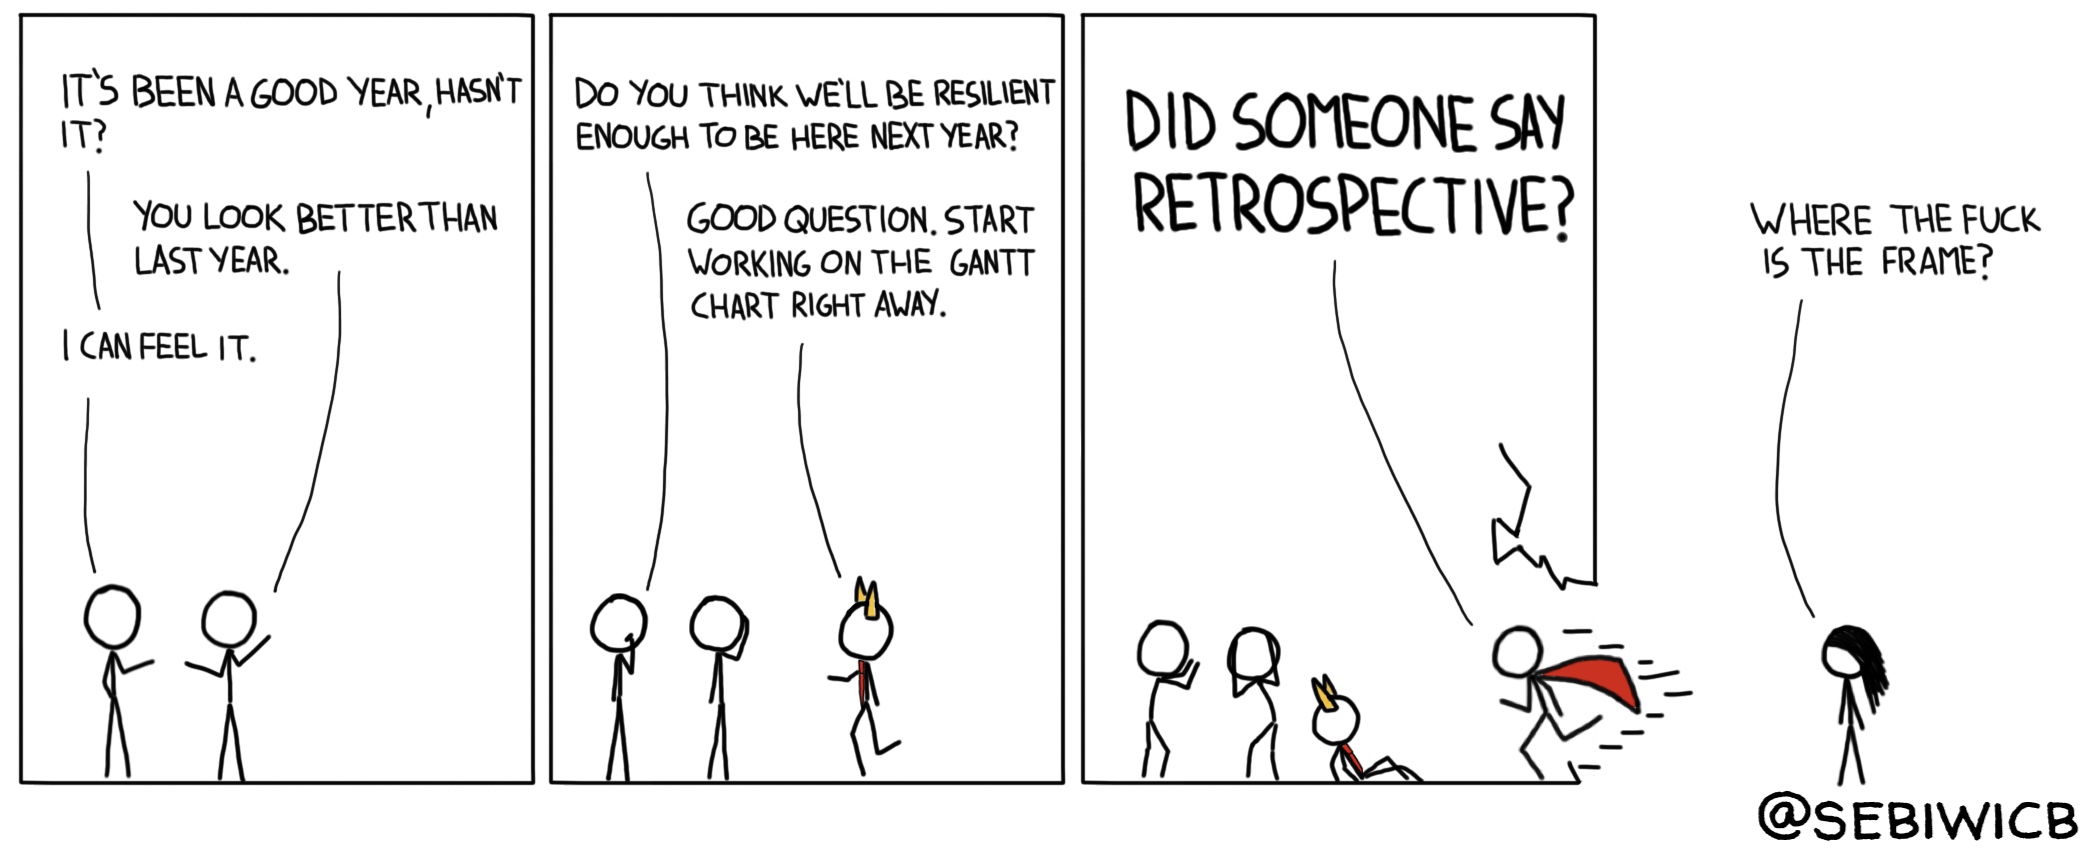 IT'S BEEN A GOOD YEAR, HASN'T
IT?
YOU LOOK BETTER THAN
LAST YEAR.
I CAN FEEL IT.
DO YOU THINK WE'LL BE RESILIENT
ENOUGH TO BE HERE NEXT YEAR?
GOOD QUESTION. START
WORKING ON THE GANTT
CHART RIGHT AWAY.
DID SOMEONE SAY
RETROSPECTIVE?
WHERE THE FUCK
IS THE FRAME?
@SEBIWICB